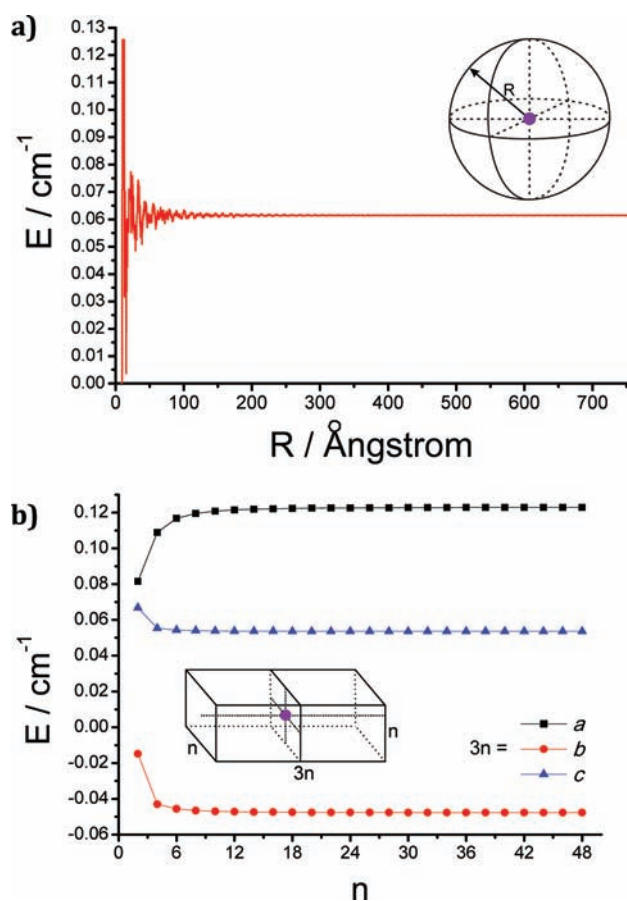 a)
0.13
0.12
0.11
0.10
0.09
0.08
0.07
0.06
0.05
0.04
0.03
0.02
0.01
0.00
E / cm⁻¹
R
0 100 200 300 400 500 600 700
R / Ångstrom
b)
0.12
0.10
0.08
0.06
0.04
0.02
0.00
-0.02
-0.04
-0.06
E / cm⁻¹
n
3n
n
3n =
a
b
c
0 6 12 18 24 30 36 42 48
n